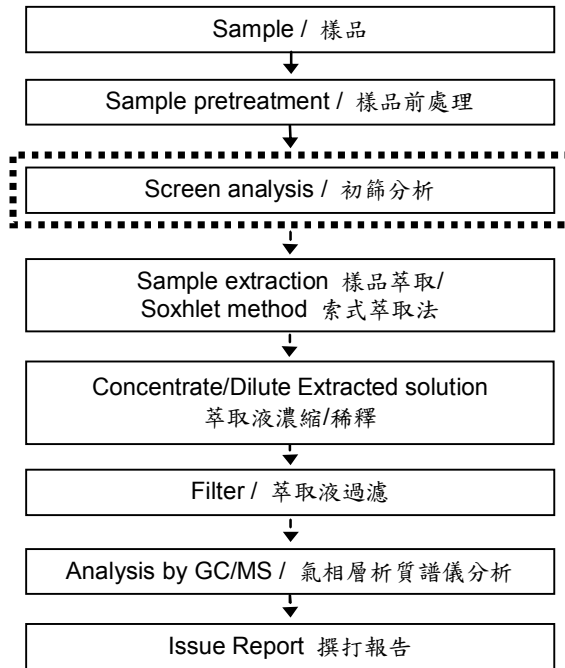 Sample / 樣品
Sample pretreatment / 樣品前處理
Screen analysis / 初篩分析
Sample extraction 樣品萃取/
Soxhlet method 索式萃取法
Concentrate/Dilute Extracted solution
萃取液濃縮/稀釋
Filter / 萃取液過濾
Analysis by GC/MS / 氣相層析質譜儀分析
Issue Report 撰打報告